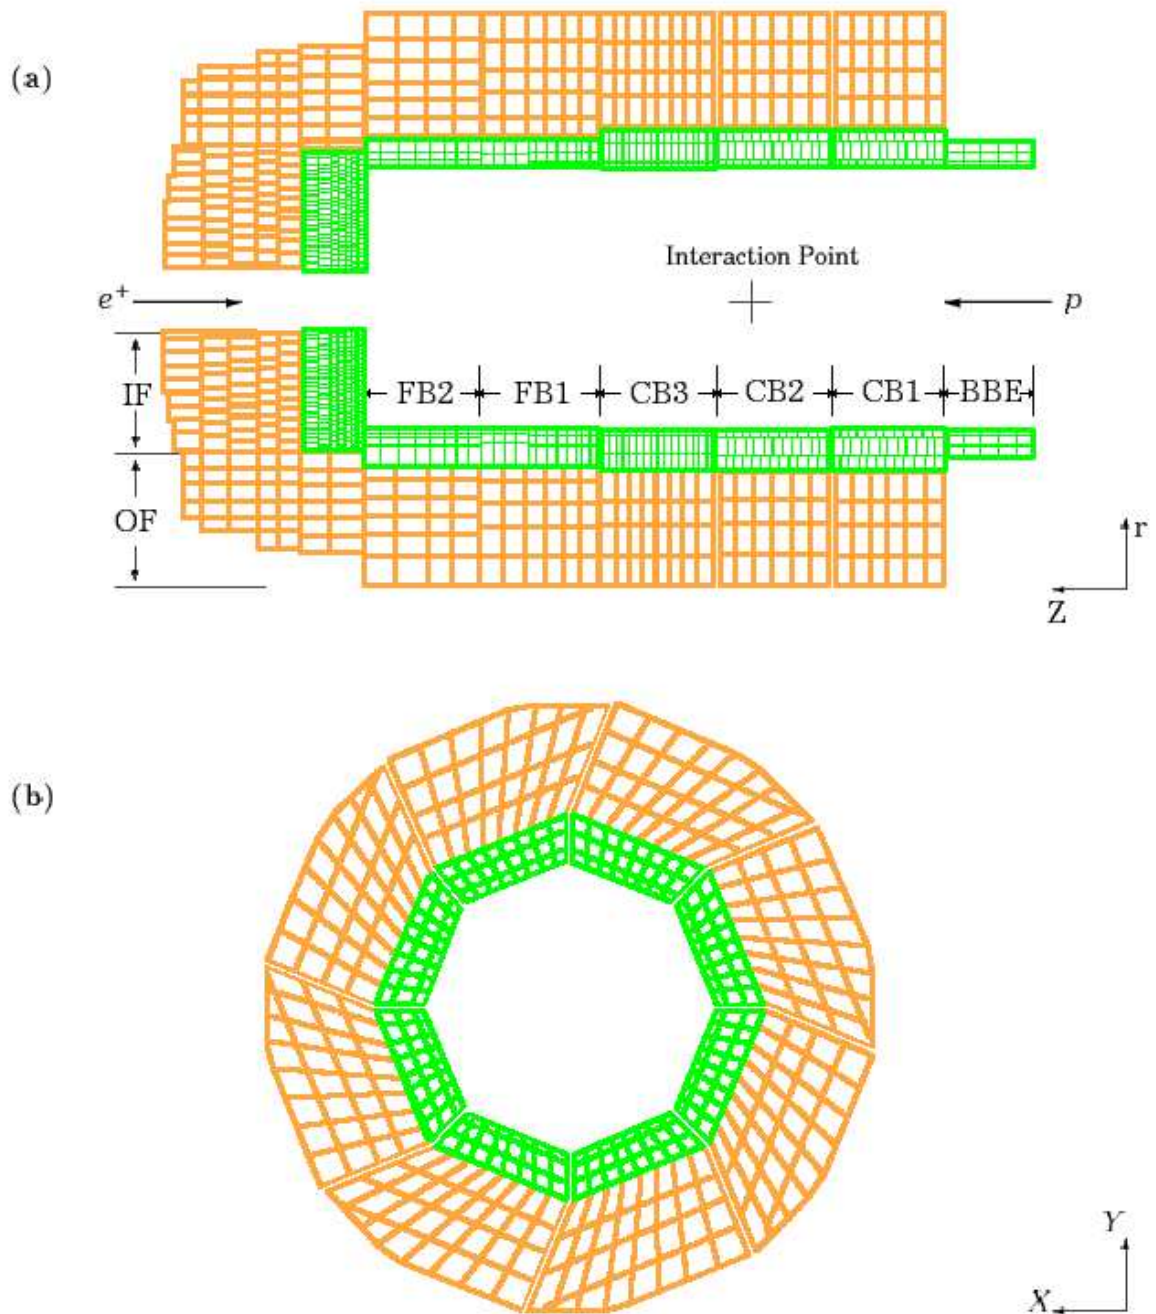 (a)
Interaction Point
e+
p
IF
FB2 FB1 CB3 CB2 CB1 BBE
OF
r
Z
(b)
Y
X